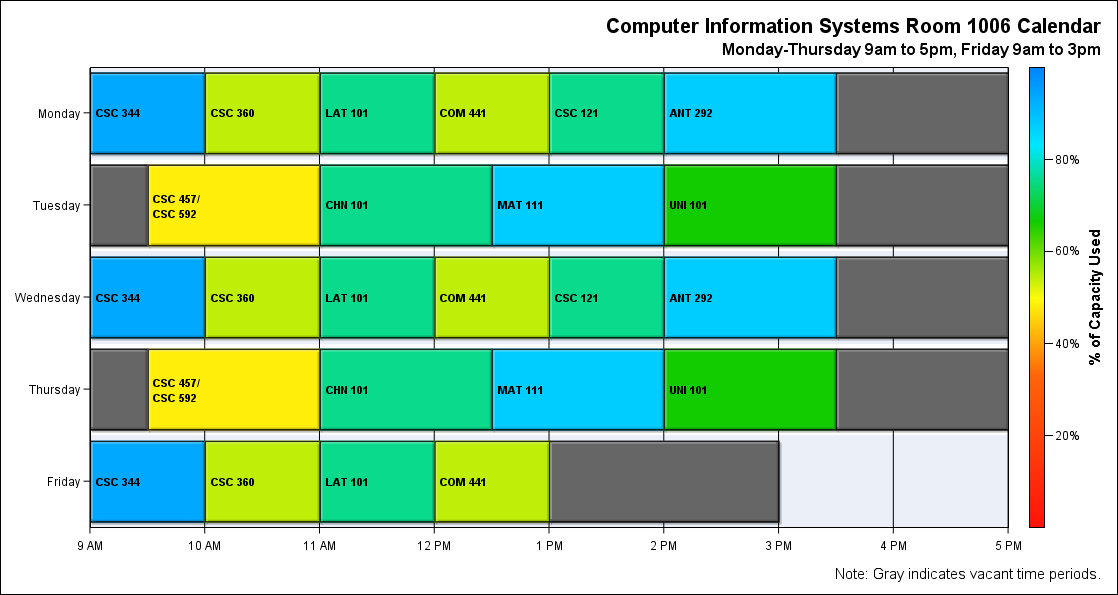 Computer Information Systems Room 1006 Calendar
Monday-Thursday 9am to 5pm, Friday 9am to 3pm
Monday
CSC 344
CSC 360
LAT 101
COM 441
CSC 121
ANT 292
Tuesday
CSC 457/
CSC 592
CHN 101
MAT 111
UNI 101
Wednesday
CSC 344
CSC 360
LAT 101
COM 441
CSC 121
ANT 292
Thursday
CSC 457/
CSC 592
CHN 101
MAT 111
UNI 101
Friday
CSC 344
CSC 360
LAT 101
COM 441
9 AM
10 AM
11 AM
12 PM
1 PM
2 PM
3 PM
4 PM
5 PM
80%
60%
40%
20%
% of Capacity Used
Note: Gray indicates vacant time periods.